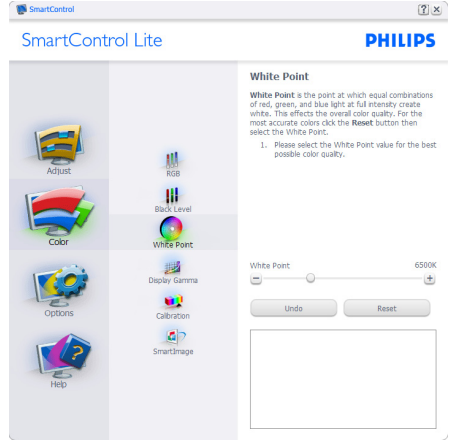 SmartControl
SmartControl Lite
PHILIPS
Adjust
Color
Options
Help
RGB
Black Level
White Point
Display Gamma
Calibration
SmartImage
White Point
White Point is the point at which equal combinations
of red, green, and blue light at full intensity create
white. This effects the overall color quality. For the
most accurate colors click the Reset button then
select the White Point.
1. Please select the White Point value for the best
possible color quality.
White Point 6500K
Undo Reset